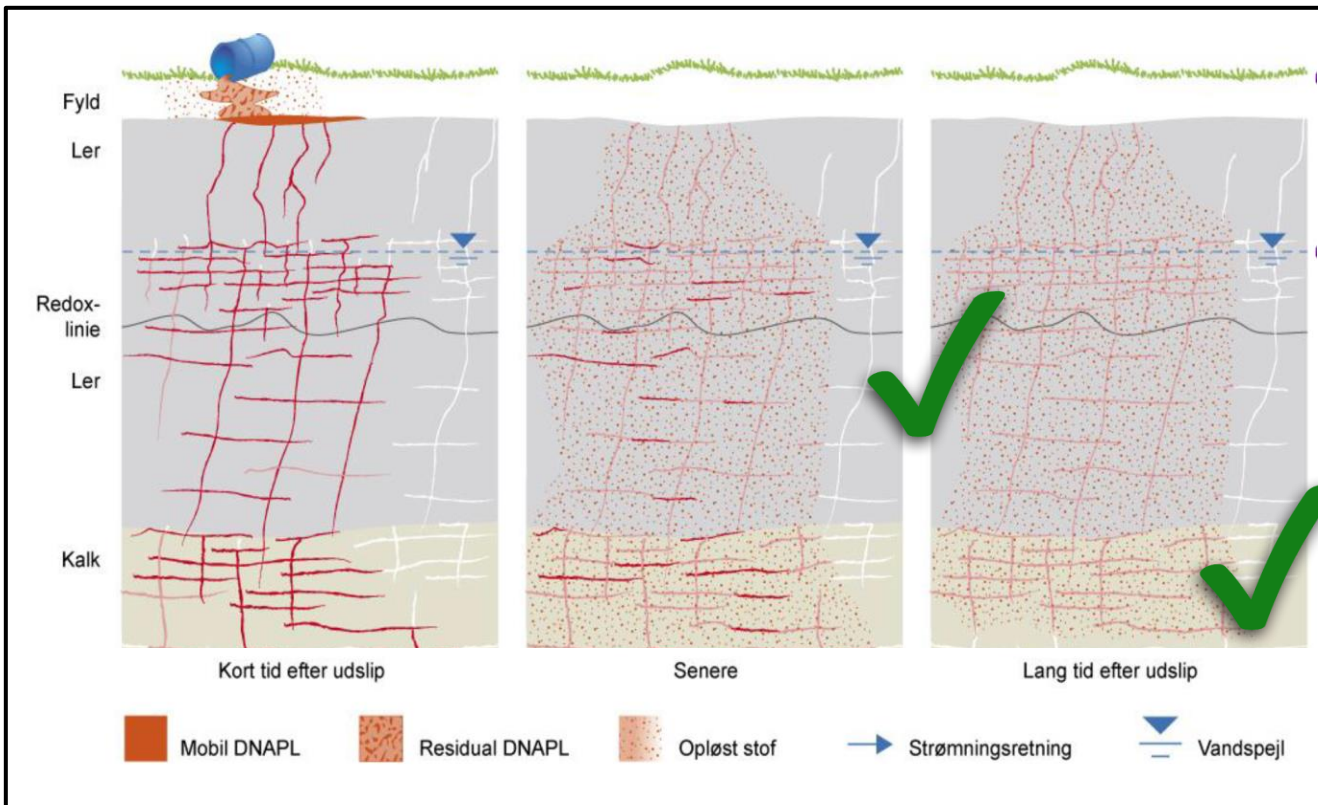 Fyld
Ler
Redox-
linie
Ler
Kalk
Kort tid efter udslip
Senere
Lang tid efter udslip
Mobil DNAPL
Residual DNAPL
Opløst stof
Strømningsretning
Vandspejl